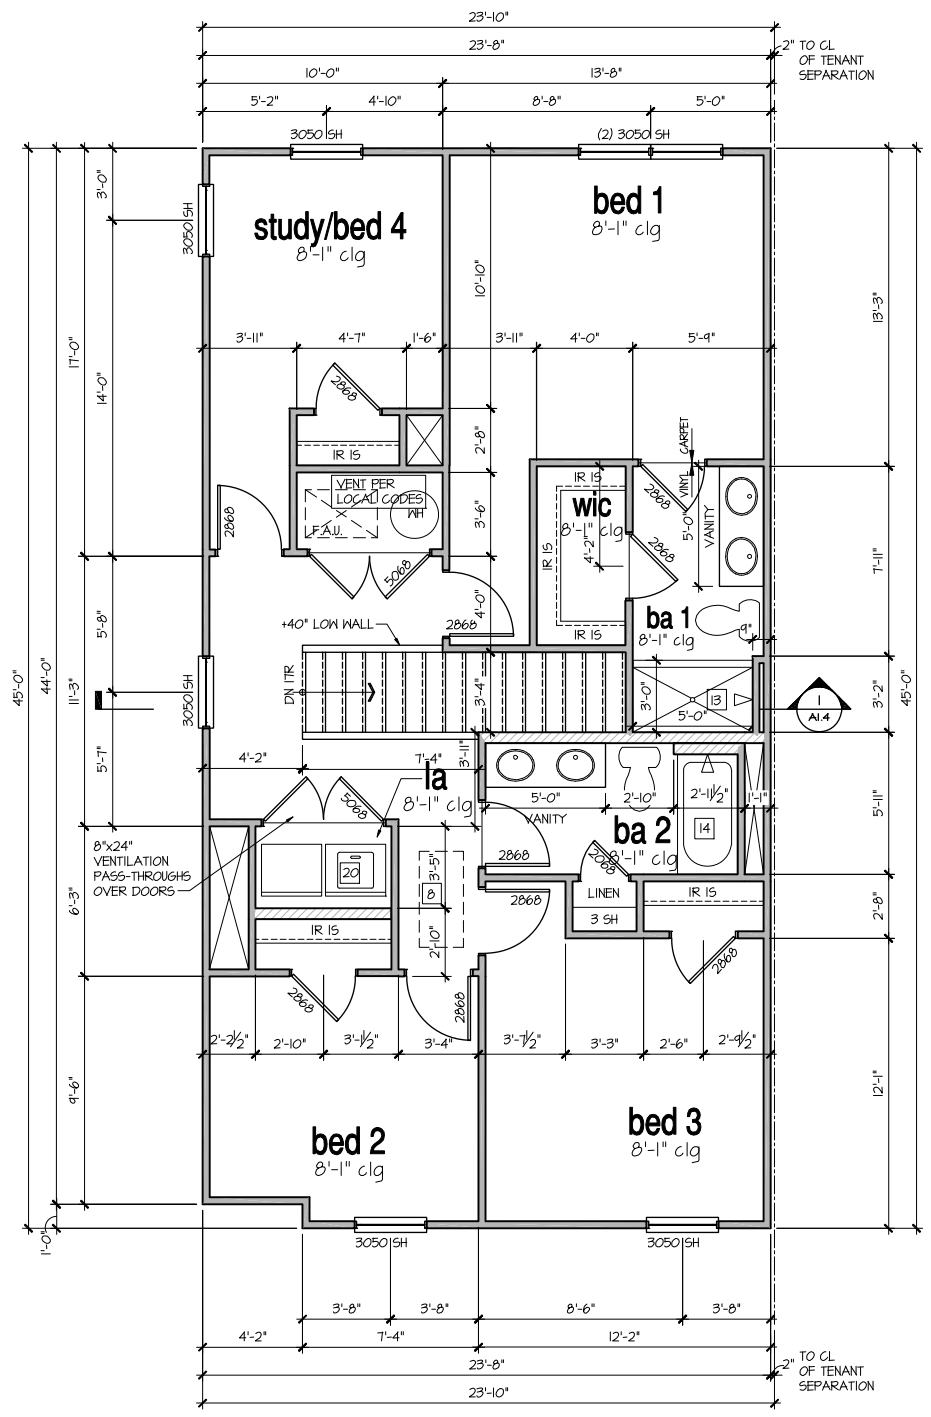 23'-10"
23'-8"
2" TO CL
OF TENANT
SEPARATION
10'-0"
13'-8"
5'-2"
4'-10"
8'-8"
5'-0"
3050 SH
(2) 3050 SH
3'-0"
3050 SH
study/bed 4
8'-1" clg
bed 1
8'-1" clg
10'-10"
13'-3"
17'-0"
14'-0"
3'-11"
4'-7"
1'-6"
3'-11"
4'-0"
5'-9"
2868
2'-8"
CARPET
VINYL
IR IS
VENT PER
LOCAL CODES
F.A.U.
WH
3'-6"
IR IS
wic
8'-1" clg
IR IS
4'-2"
IR IS
2868
5'-0"
VANITY
2868
2868
5068
2868
4'-0"
7'-11"
ba 1
8'-1" clg
9"
+40" LOW WALL
5'-8"
45'-0"
44'-0"
11'-3"
3050 SH
DN 17R
3'-4"
3'-0"
5'-0"
13
1
A1.4
3'-2"
45'-0"
5'-7"
4'-2"
7'-4"
3'-11"
la
8'-1" clg
5068
8"x24"
VENTILATION
PASS-THROUGHS
OVER DOORS
20
5'-0"
2'-10"
2'-11 1/2"
1'-1"
VANITY
ba 2
8'-1" clg
14
5'-11"
2868
2068
6'-3"
3'-5"
8
2868
LINEN
3 SH
IR IS
2'-8"
IR IS
2'-10"
2868
2868
2868
2'-2 1/2"
2'-10"
3'-1 1/2"
3'-4"
3'-7 1/2"
3'-3"
2'-6"
2'-9 1/2"
9'-6"
12'-1"
bed 2
8'-1" clg
bed 3
8'-1" clg
1'-0"
3050 SH
3050 SH
3'-8"
3'-8"
8'-6"
3'-8"
4'-2"
7'-4"
12'-2"
23'-8"
2"
TO CL
OF TENANT
SEPARATION
23'-10"